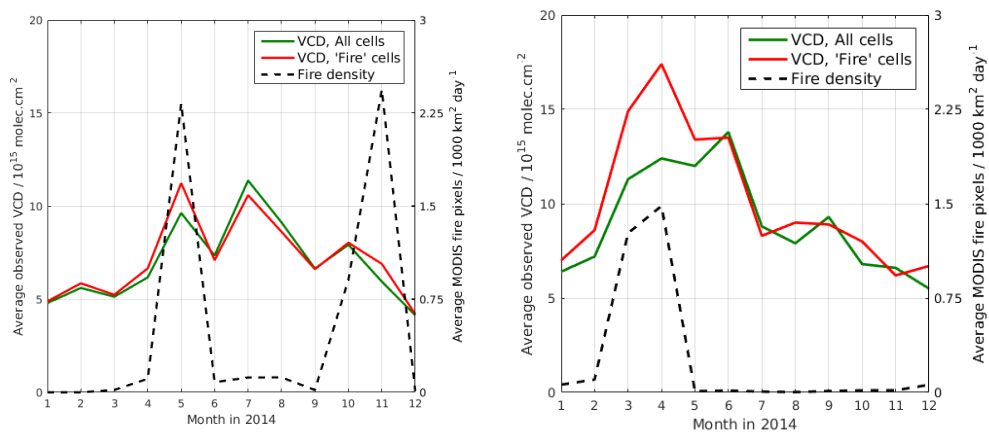 20
15
10
5
0
3
2.25
1.5
0.75
0
VCD, All cells
VCD, 'Fire' cells
Fire density
Average observed VCD / 10¹⁵ molec.cm⁻²
Average MODIS fire pixels / 1000 km² day⁻¹
1 2 3 4 5 6 7 8 9 10 11 12
Month in 2014
20
15
10
5
0
3
2.25
1.5
0.75
0
VCD, All cells
VCD, 'Fire' cells
Fire density
Average observed VCD / 10¹⁵ molec.cm⁻²
Average MODIS fire pixels / 1000 km² day⁻¹
1 2 3 4 5 6 7 8 9 10 11 12
Month in 2014